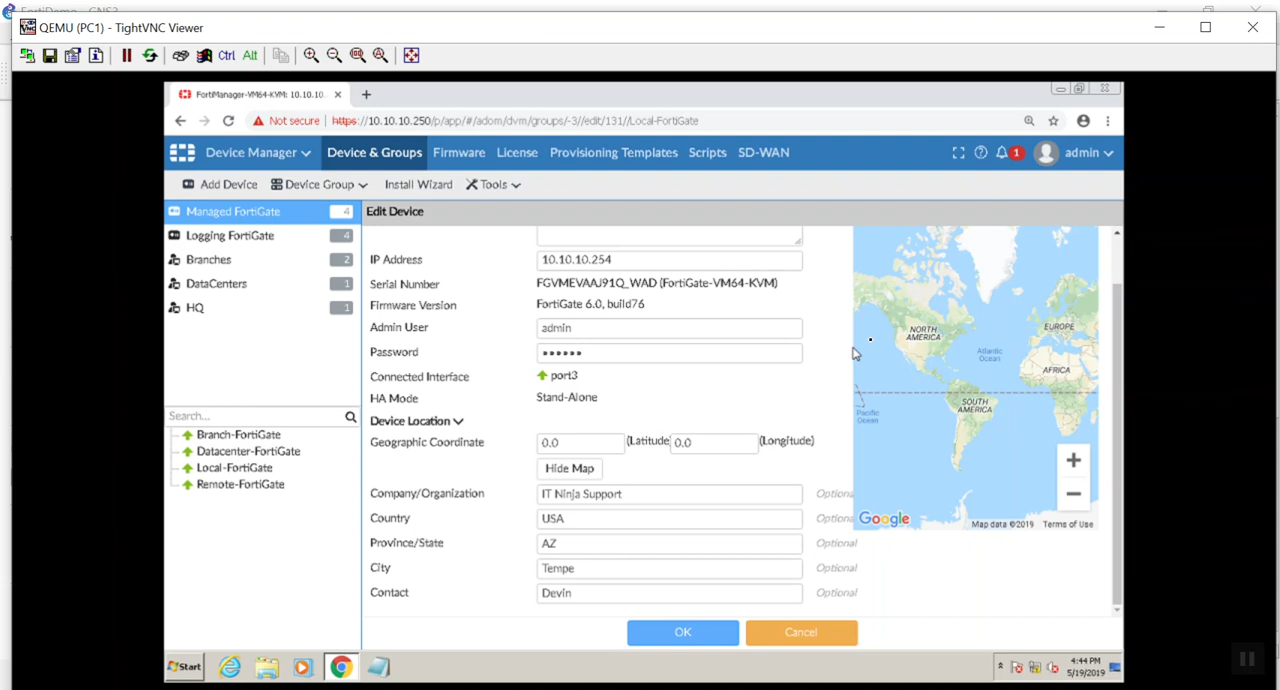 FortiDemo - GNS3
QEMU (PC1) - TightVNC Viewer
Ctrl Alt
FortiManager-VM64-KVM: 10.10.10.
Not secure | https://10.10.10.250/p/app/#/adom/dvm/groups/-3//edit/131//Local-FortiGate
Device Manager Device & Groups Firmware License Provisioning Templates Scripts SD-WAN 1 admin
Add Device Device Group Install Wizard Tools
Managed FortiGate 4
Edit Device
Logging FortiGate 4
Branches 2
DataCenters 1
HQ 1
Search...
Branch-FortiGate
Datacenter-FortiGate
Local-FortiGate
Remote-FortiGate
IP Address 10.10.10.254
Serial Number FGVMEVAAJ91Q_WAD (FortiGate-VM64-KVM)
Firmware Version FortiGate 6.0, build76
Admin User admin
Password ••••••
Connected Interface port3
HA Mode Stand-Alone
Device Location
Geographic Coordinate 0.0 (Latitude 0.0 (Longitude)
Hide Map
Company/Organization IT Ninja Support Optiona
Country USA Optiona
Province/State AZ Optional
City Tempe Optional
Contact Devin Optional
OK Cancel
NORTH
AMERICA
EUROPE
Atlantic
Ocean
AFRICA
SOUTH
AMERICA
Pacific
Ocean
+
−
Google Map data ©2019 Terms of Use
Start
4:44 PM
5/19/2019